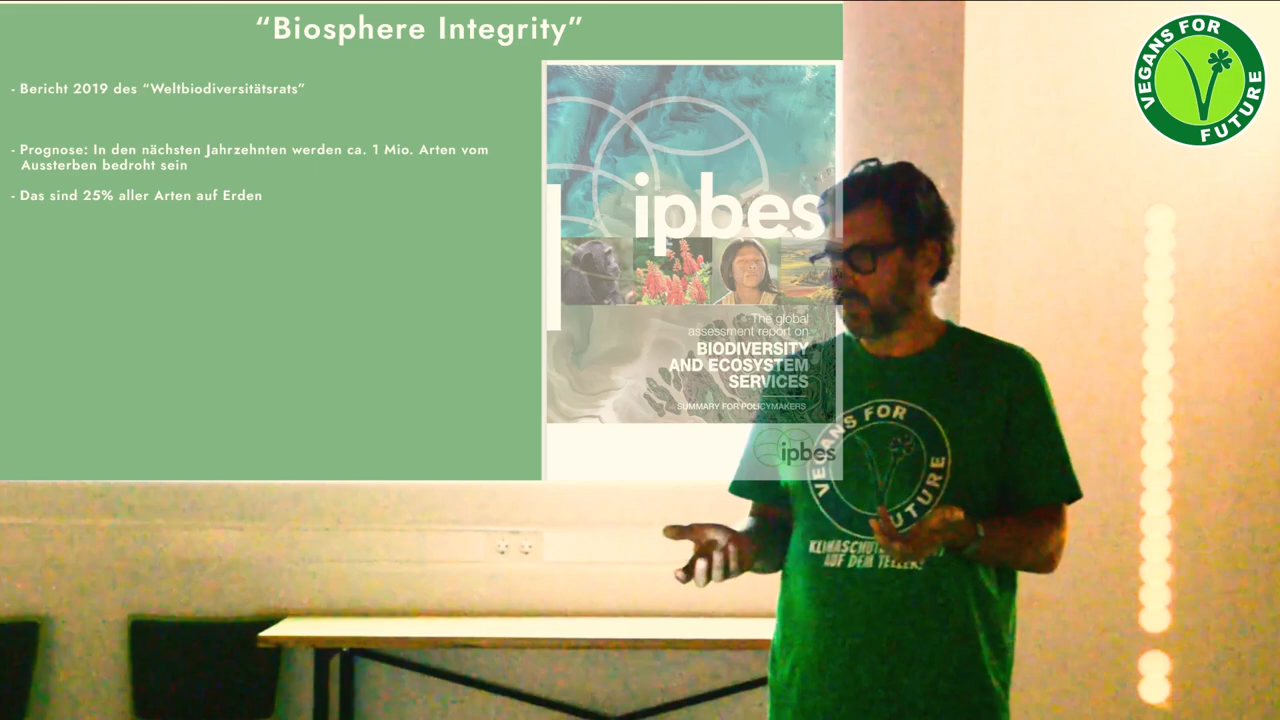 “Biosphere Integrity”
- Bericht 2019 des “Weltbiodiversitätsrats”
- Prognose: In den nächsten Jahrzehnten werden ca. 1 Mio. Arten vom
Aussterben bedroht sein
- Das sind 25% aller Arten auf Erden
ipbes
The global
assessment report on
BIODIVERSITY
AND ECOSYSTEM
SERVICES
SUMMARY FOR POLICYMAKERS
ipbes
VEGANS FOR
FUTURE
VEGANS FOR
FUTURE
AUF DEM